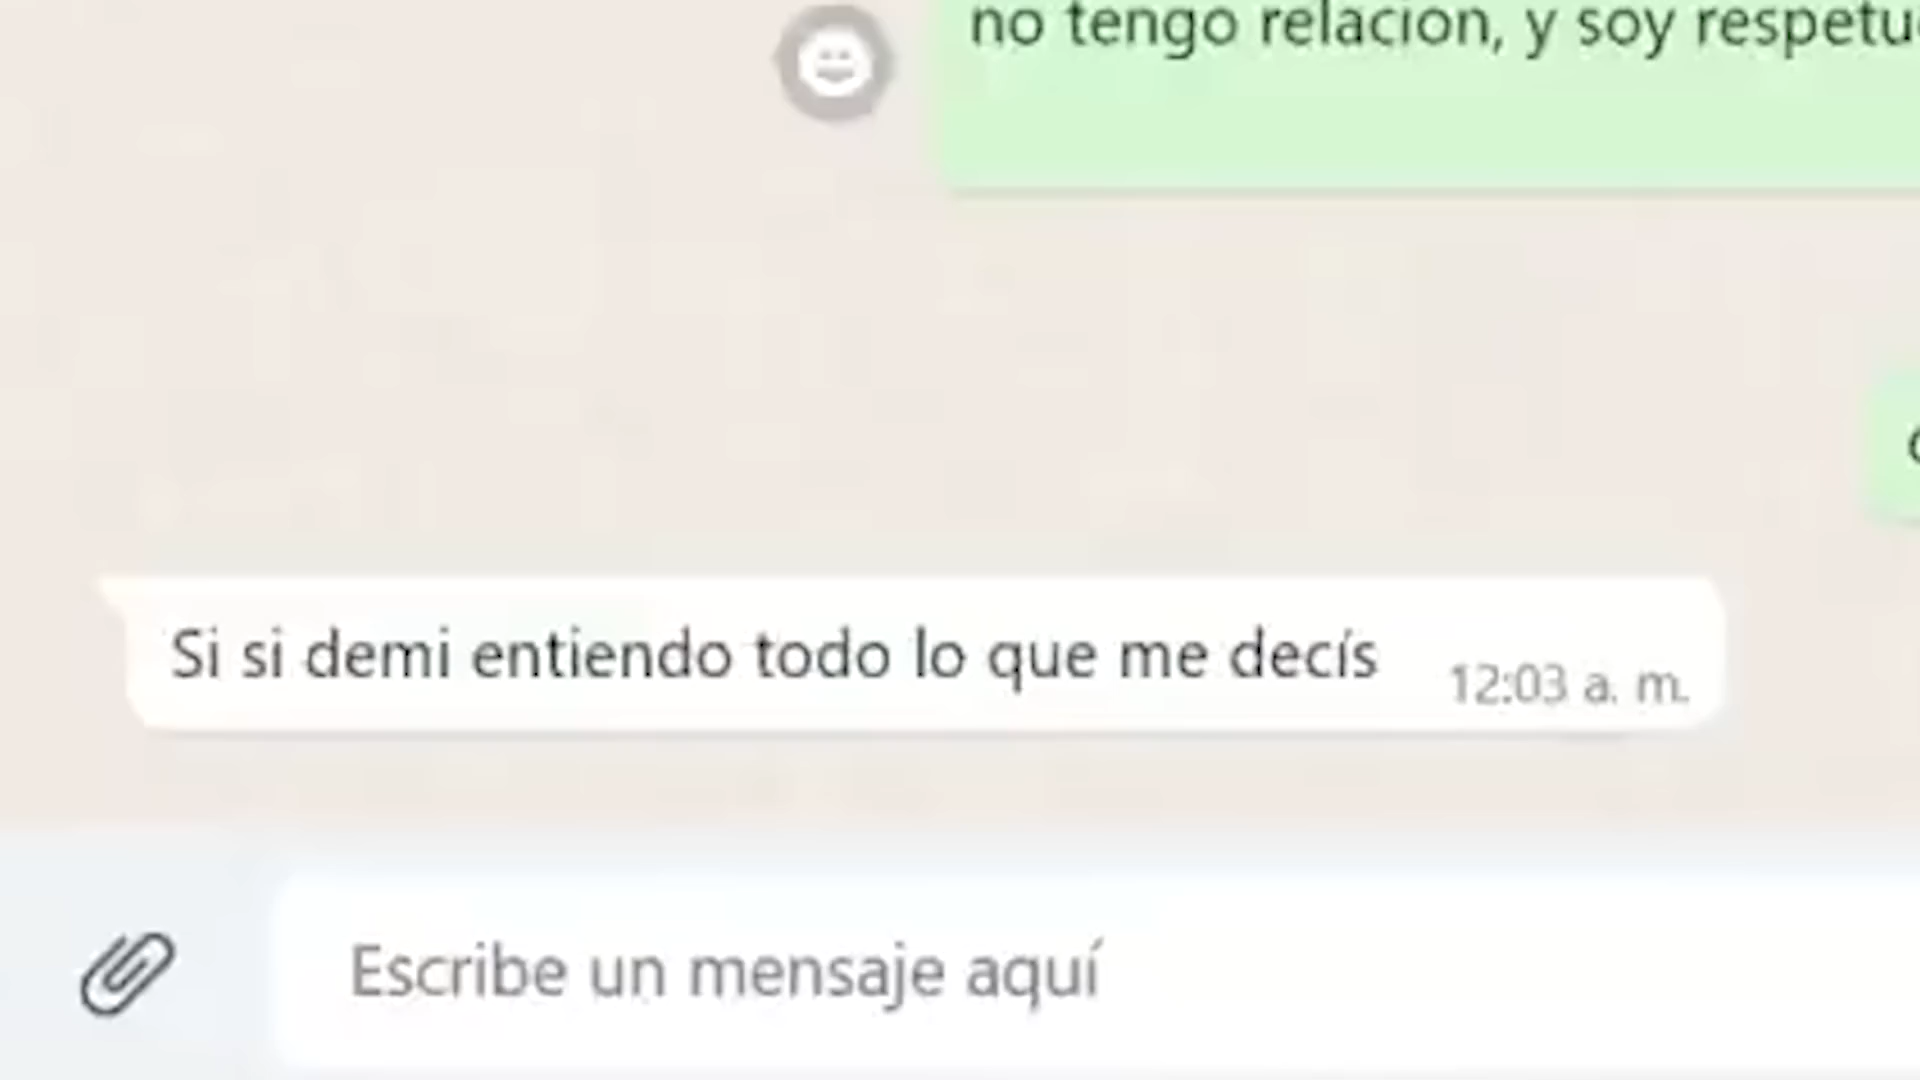 no tengo relacion, y soy
Si si demi entiendo todo lo que me decís
12:03 a. m.
Escribe un mensaje aquí